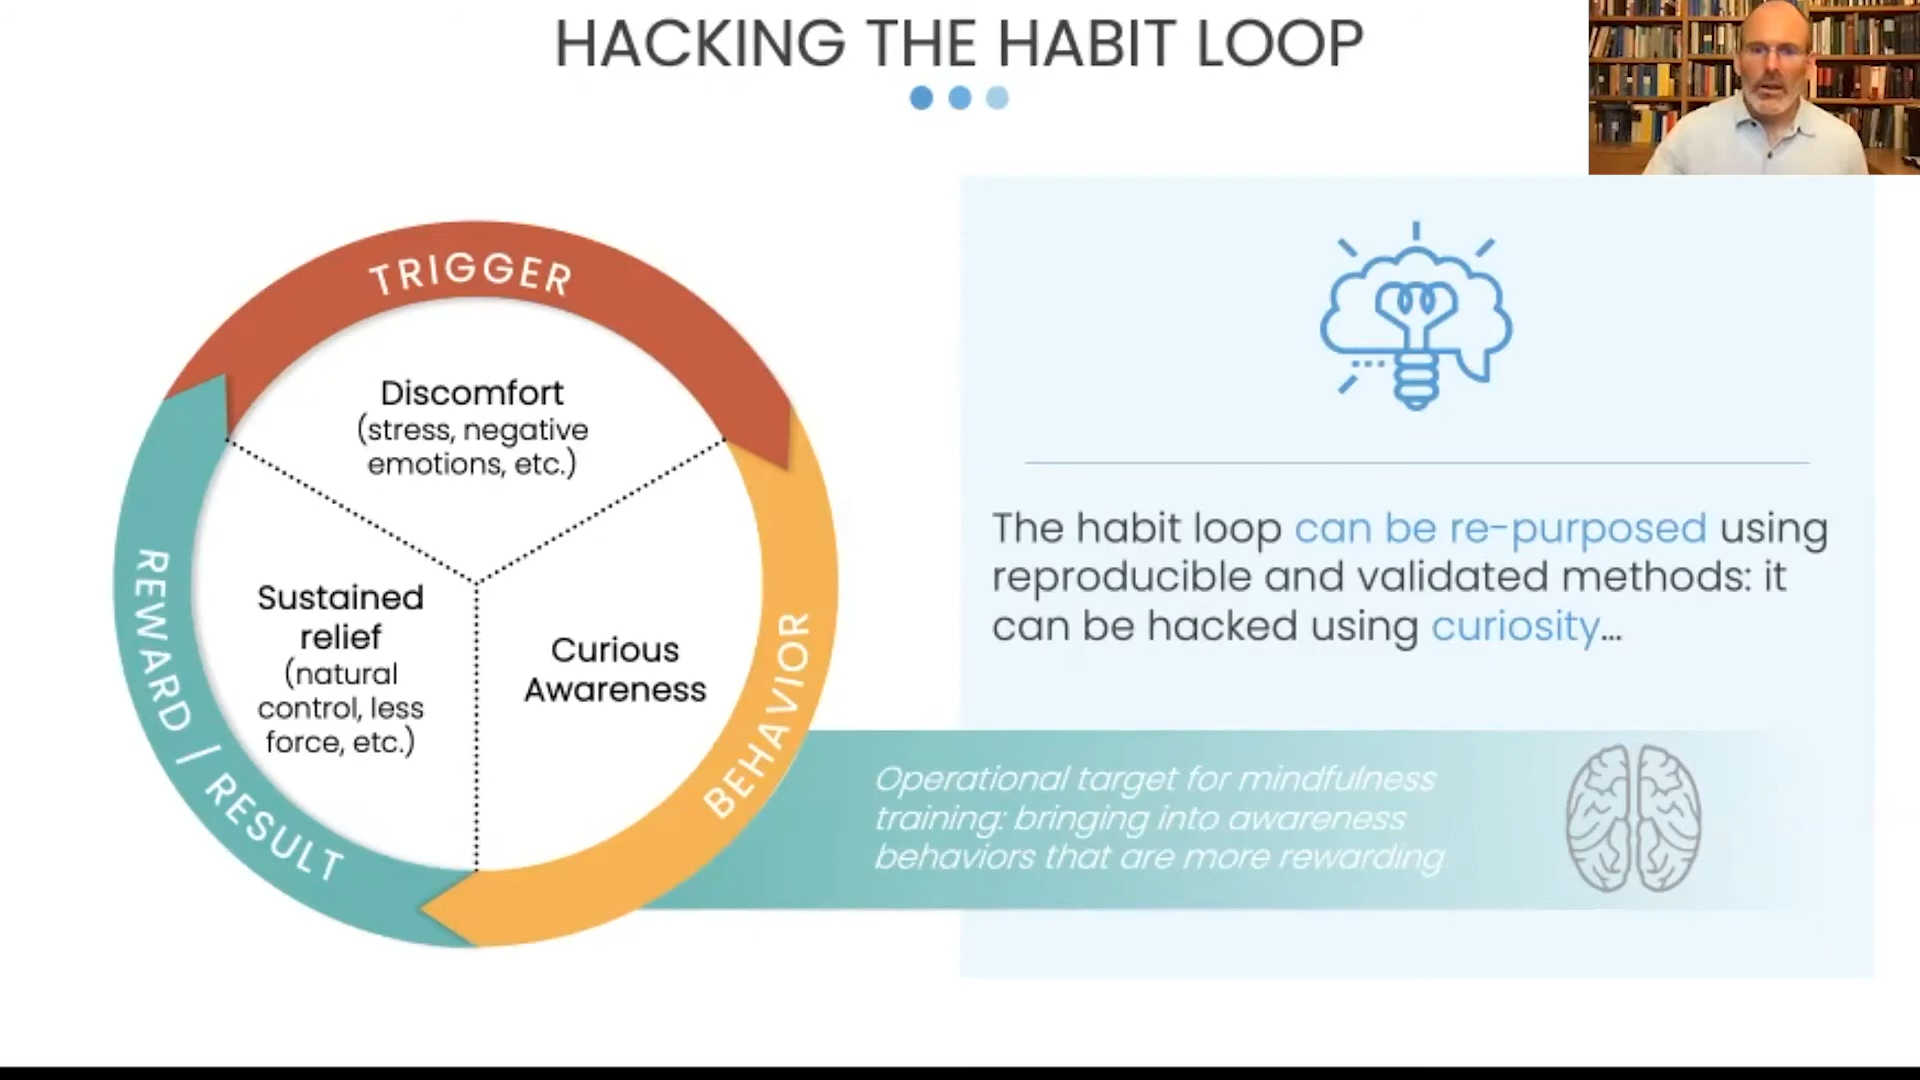 HACKING THE HABIT LOOP
TRIGGER
Discomfort
(stress, negative
emotions, etc.)
Sustained
relief
(natural
control, less
force, etc.)
Curious
Awareness
BEHAVIOR
REWARD | RESULT
The habit loop can be re-purposed using
reproducible and validated methods: it
can be hacked using curiosity...
Operational target for mindfulness
training: bringing into awareness
behaviors that are more rewarding